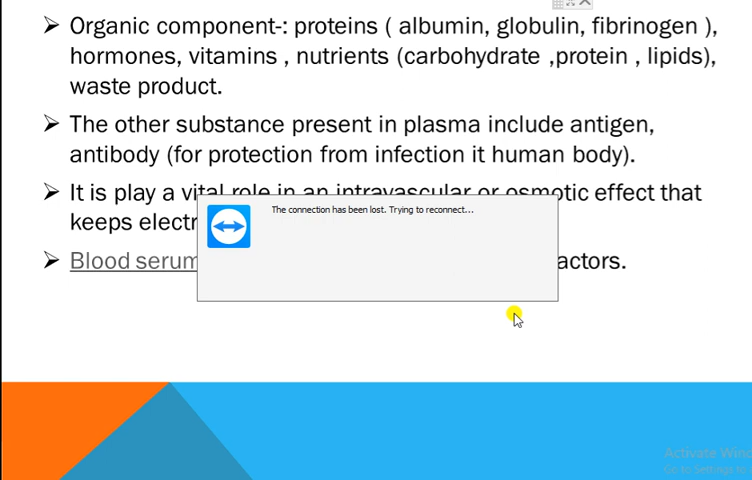 Organic component-: proteins ( albumin, globulin, fibrinogen ),
hormones, vitamins , nutrients (carbohydrate ,protein , lipids),
waste product.
The other substance present in plasma include antigen,
antibody (for protection from infection it human body).
It is play a vital role in an intravascular or osmotic effect that
keeps electr
The connection has been lost. Trying to reconnect...
Blood serum actors.
Activate Wind
Go to Settings to